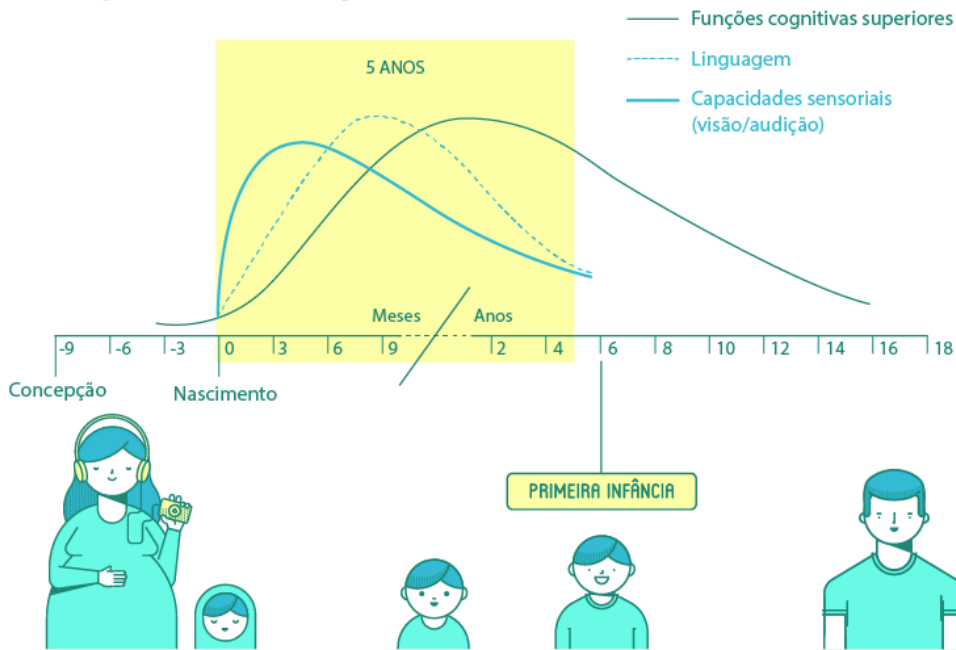 Funções cognitivas superiores
Linguagem
Capacidades sensoriais
(visão/audição)
5 ANOS
Meses
Anos
-9 -6 -3 0 3 6 9 2 4 6 8 10 12 14 16 18
Concepção
Nascimento
PRIMEIRA INFÂNCIA